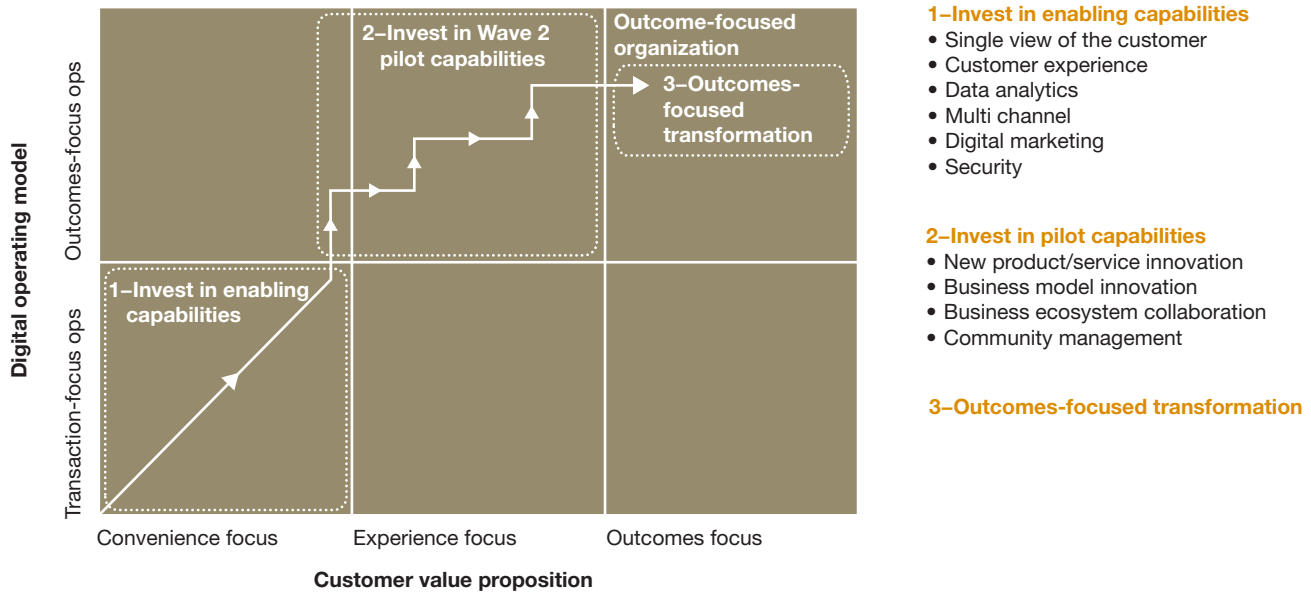 Digital operating model
Outcomes-focus ops
Transaction-focus ops
2–Invest in Wave 2
pilot capabilities
Outcome-focused
organization
3–Outcomes-
focused
transformation
1–Invest in enabling
capabilities
Convenience focus
Experience focus
Outcomes focus
Customer value proposition
1–Invest in enabling capabilities
• Single view of the customer
• Customer experience
• Data analytics
• Multi channel
• Digital marketing
• Security
2–Invest in pilot capabilities
• New product/service innovation
• Business model innovation
• Business ecosystem collaboration
• Community management
3–Outcomes-focused transformation